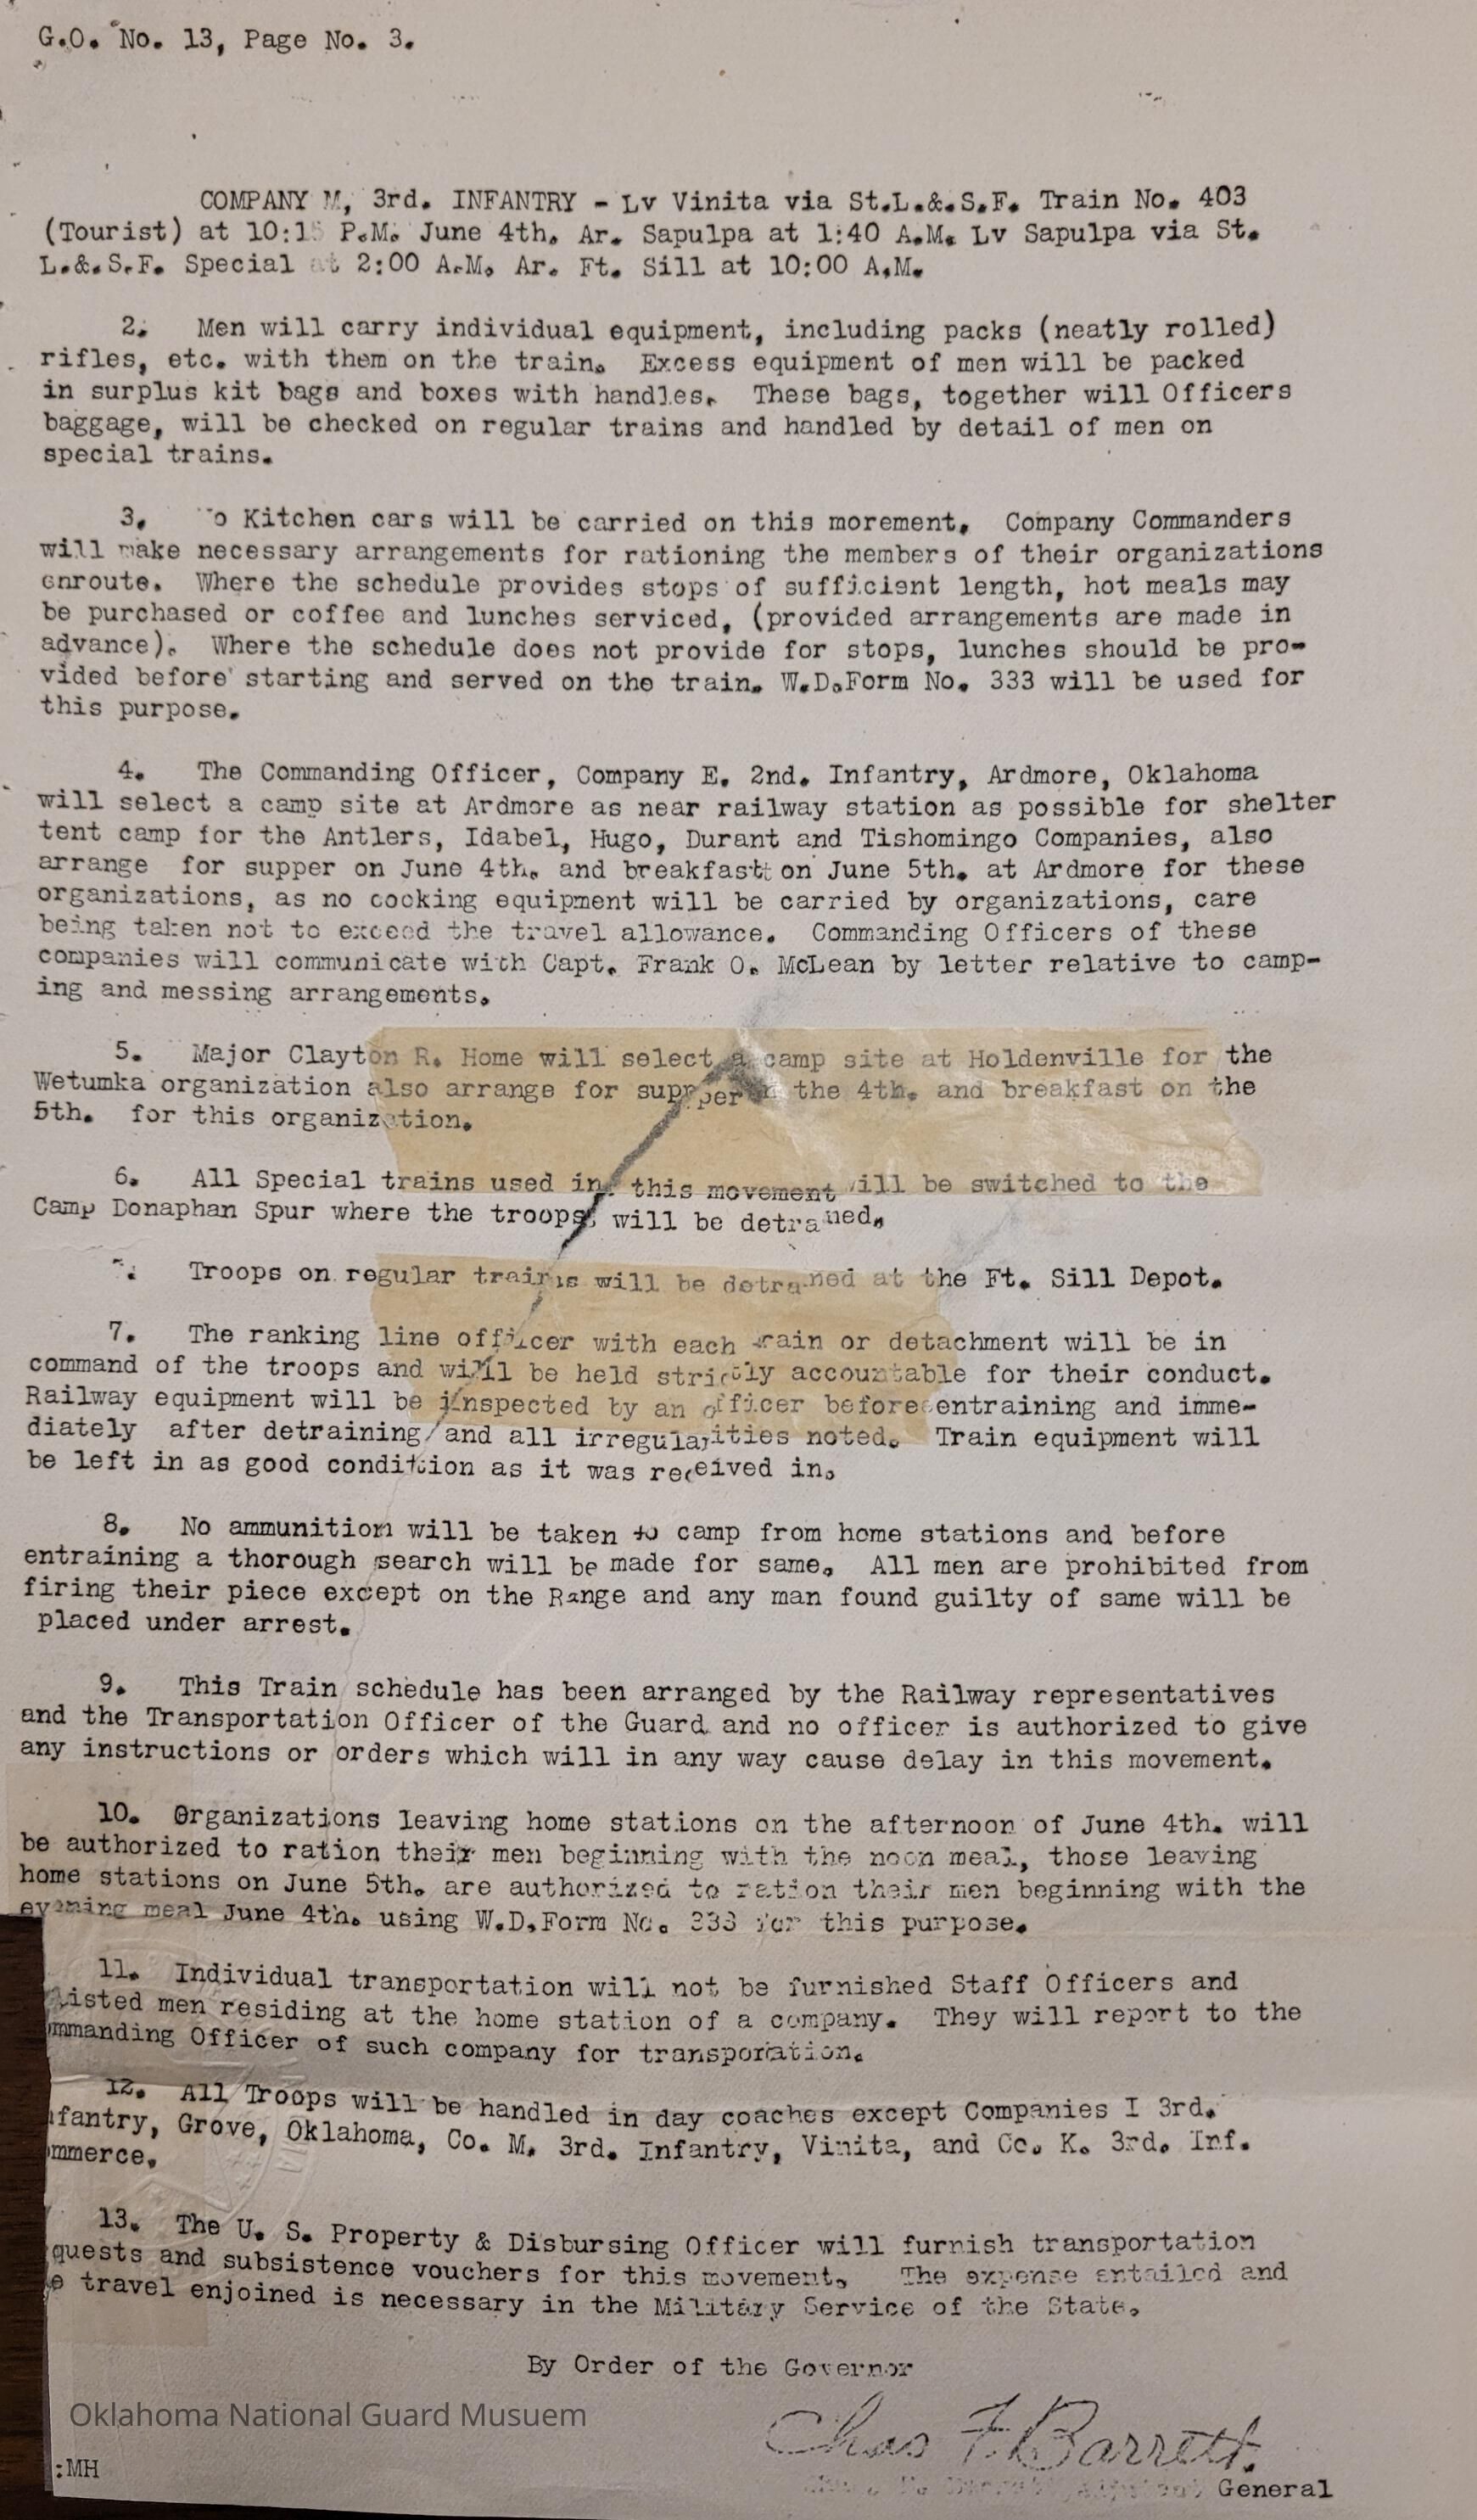 G.O. No. 13, Page No. 3.
COMPANY M, 3rd. INFANTRY - Lv Vinita via St.L.&.S.F. Train No. 403
(Tourist) at 10:15 P.M. June 4th. Ar. Sapulpa at 1:40 A.M. Lv Sapulpa via St.
L.&.S.F. Special at 2:00 A.M. Ar. Ft. Sill at 10:00 A.M.
2. Men will carry individual equipment, including packs (neatly rolled)
rifles, etc. with them on the train. Excess equipment of men will be packed
in surplus kit bags and boxes with handles. These bags, together will Officers
baggage, will be checked on regular trains and handled by detail of men on
special trains.
3. Kitchen cars will be carried on this morement. Company Commanders
will make necessary arrangements for rationing the members of their organizations
enroute. Where the schedule provides stops of sufficient length, hot meals may
be purchased or coffee and lunches serviced, (provided arrangements are made in
advance). Where the schedule does not provide for stops, lunches should be pro-
vided before starting and served on the train. W.D.Form No. 333 will be used for
this purpose.
4. The Commanding Officer, Company E. 2nd. Infantry, Ardmore, Oklahoma
will select a camp site at Ardmore as near railway station as possible for shelter
tent camp for the Antlers, Idabel, Hugo, Durant and Tishomingo Companies, also
arrange for supper on June 4th. and breakfast on June 5th. at Ardmore for these
organizations, as no cooking equipment will be carried by organizations, care
being taken not to exceed the travel allowance. Commanding Officers of these
companies will communicate with Capt. Frank O. McLean by letter relative to camp-
ing and messing arrangements.
5. Major Clayton R. Home will select a camp site at Holdenville for the
Wetumka organization also arrange for supper the 4th. and breakfast on the
5th. for this organization.
6. All Special trains used in this movement will be switched to the
Camp Donaphan Spur where the troops will be detrained.
Troops on regular trains will be detrained at the Ft. Sill Depot.
7. The ranking line officer with each train or detachment will be in
command of the troops and will be held strictly accountable for their conduct.
Railway equipment will be inspected by an officer before entraining and imme-
diately after detraining and all irregularities noted. Train equipment will
be left in as good condition as it was received in.
8. No ammunition will be taken to camp from home stations and before
entraining a thorough search will be made for same. All men are prohibited from
firing their piece except on the Range and any man found guilty of same will be
placed under arrest.
9. This Train schedule has been arranged by the Railway representatives
and the Transportation Officer of the Guard and no officer is authorized to give
any instructions or orders which will in any way cause delay in this movement.
10. Organizations leaving home stations on the afternoon of June 4th. will
be authorized to ration their men beginning with the noon meal, those leaving
home stations on June 5th. are authorized to ration their men beginning with the
evening meal June 4th. using W.D.Form No. 333 for this purpose.
11. Individual transportation will not be furnished Staff Officers and
listed men residing at the home station of a company. They will report to the
mmanding Officer of such company for transporation.
12. All Troops will be handled in day coaches except Companies I 3rd.
nfantry, Grove, Oklahoma, Co. M. 3rd. Infantry, Vinita, and Co. K. 3rd. Inf.
ommerce.
13. The U. S. Property & Disbursing Officer will furnish transportation
quests and subsistence vouchers for this movement. The expense entailed and
e travel enjoined is necessary in the Military Service of the State.
By Order of the Governor
Chas F. Barrett.
General
Oklahoma National Guard Musuem
:MH